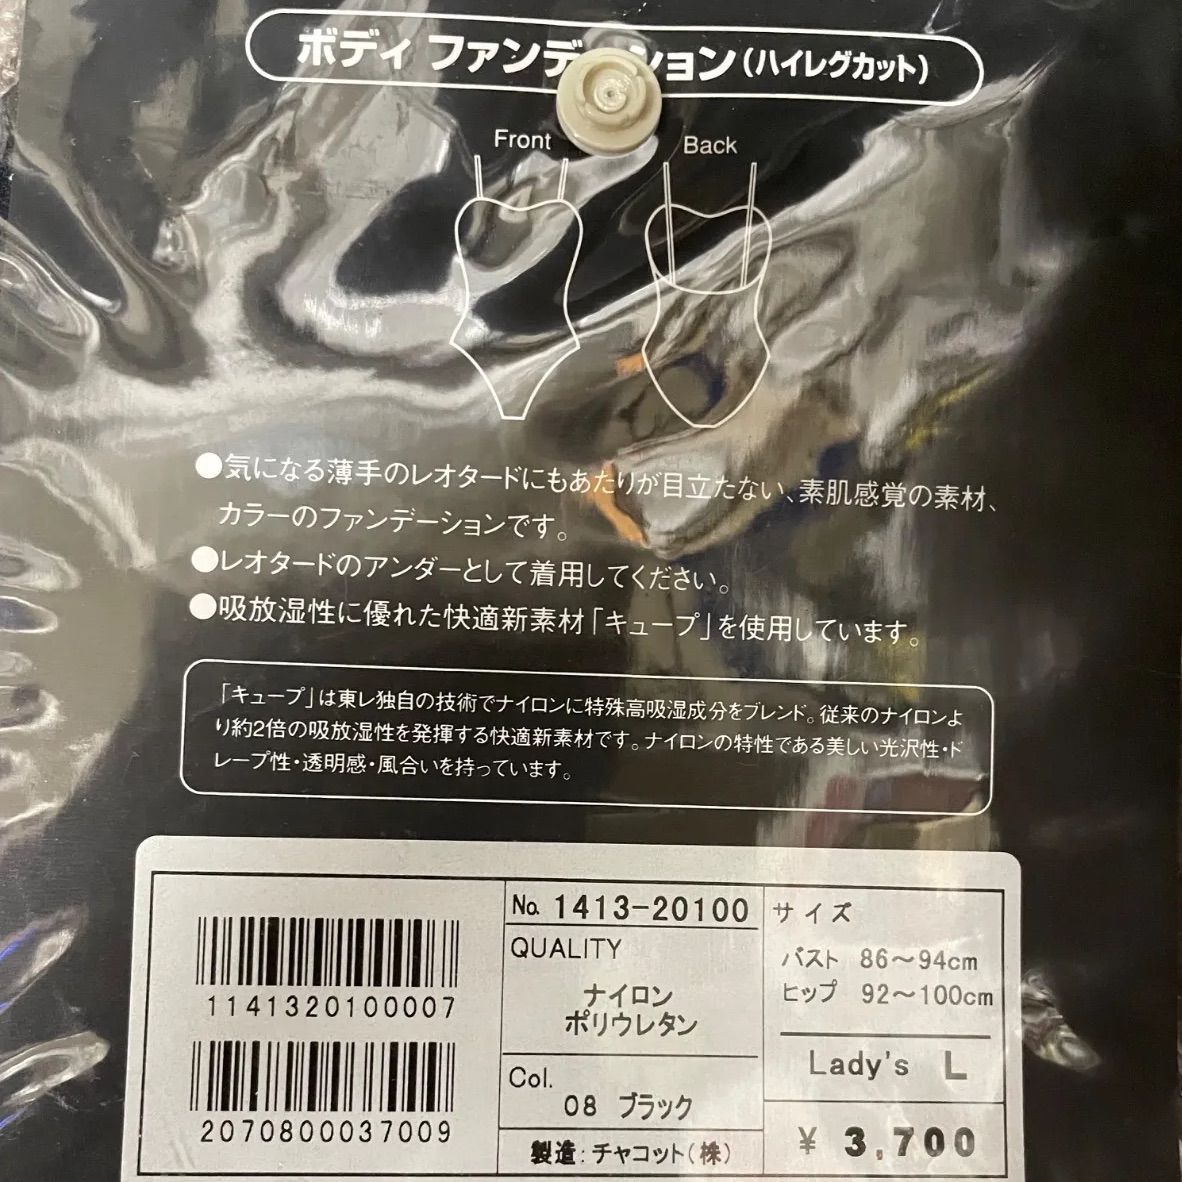 ボディ ファンデーション(ハイレグカット)
Front Back
●気になる薄手のレオタードにもあたりが目立たない、素肌感覚の素材、
カラーのファンデーションです。
●レオタードのアンダーとして着用してください。
●吸放湿性に優れた快適新素材「キュープ」を使用しています。
「キュープ」は東レ独自の技術でナイロンに特殊高吸湿成分をブレンド。従来のナイロンよ
り約2倍の吸放湿性を発揮する快適新素材です。ナイロンの特性である美しい光沢性・ド
レープ性・透明感・風合いを持っています。
1141320100007
2070800037009
No. 1413-20100
QUALITY
ナイロン
ポリウレタン
Col.
08 ブラック
製造:チャコット(株)
サイズ
バスト 86〜94cm
ヒップ 92〜100cm
Lady's L
¥ 3,700